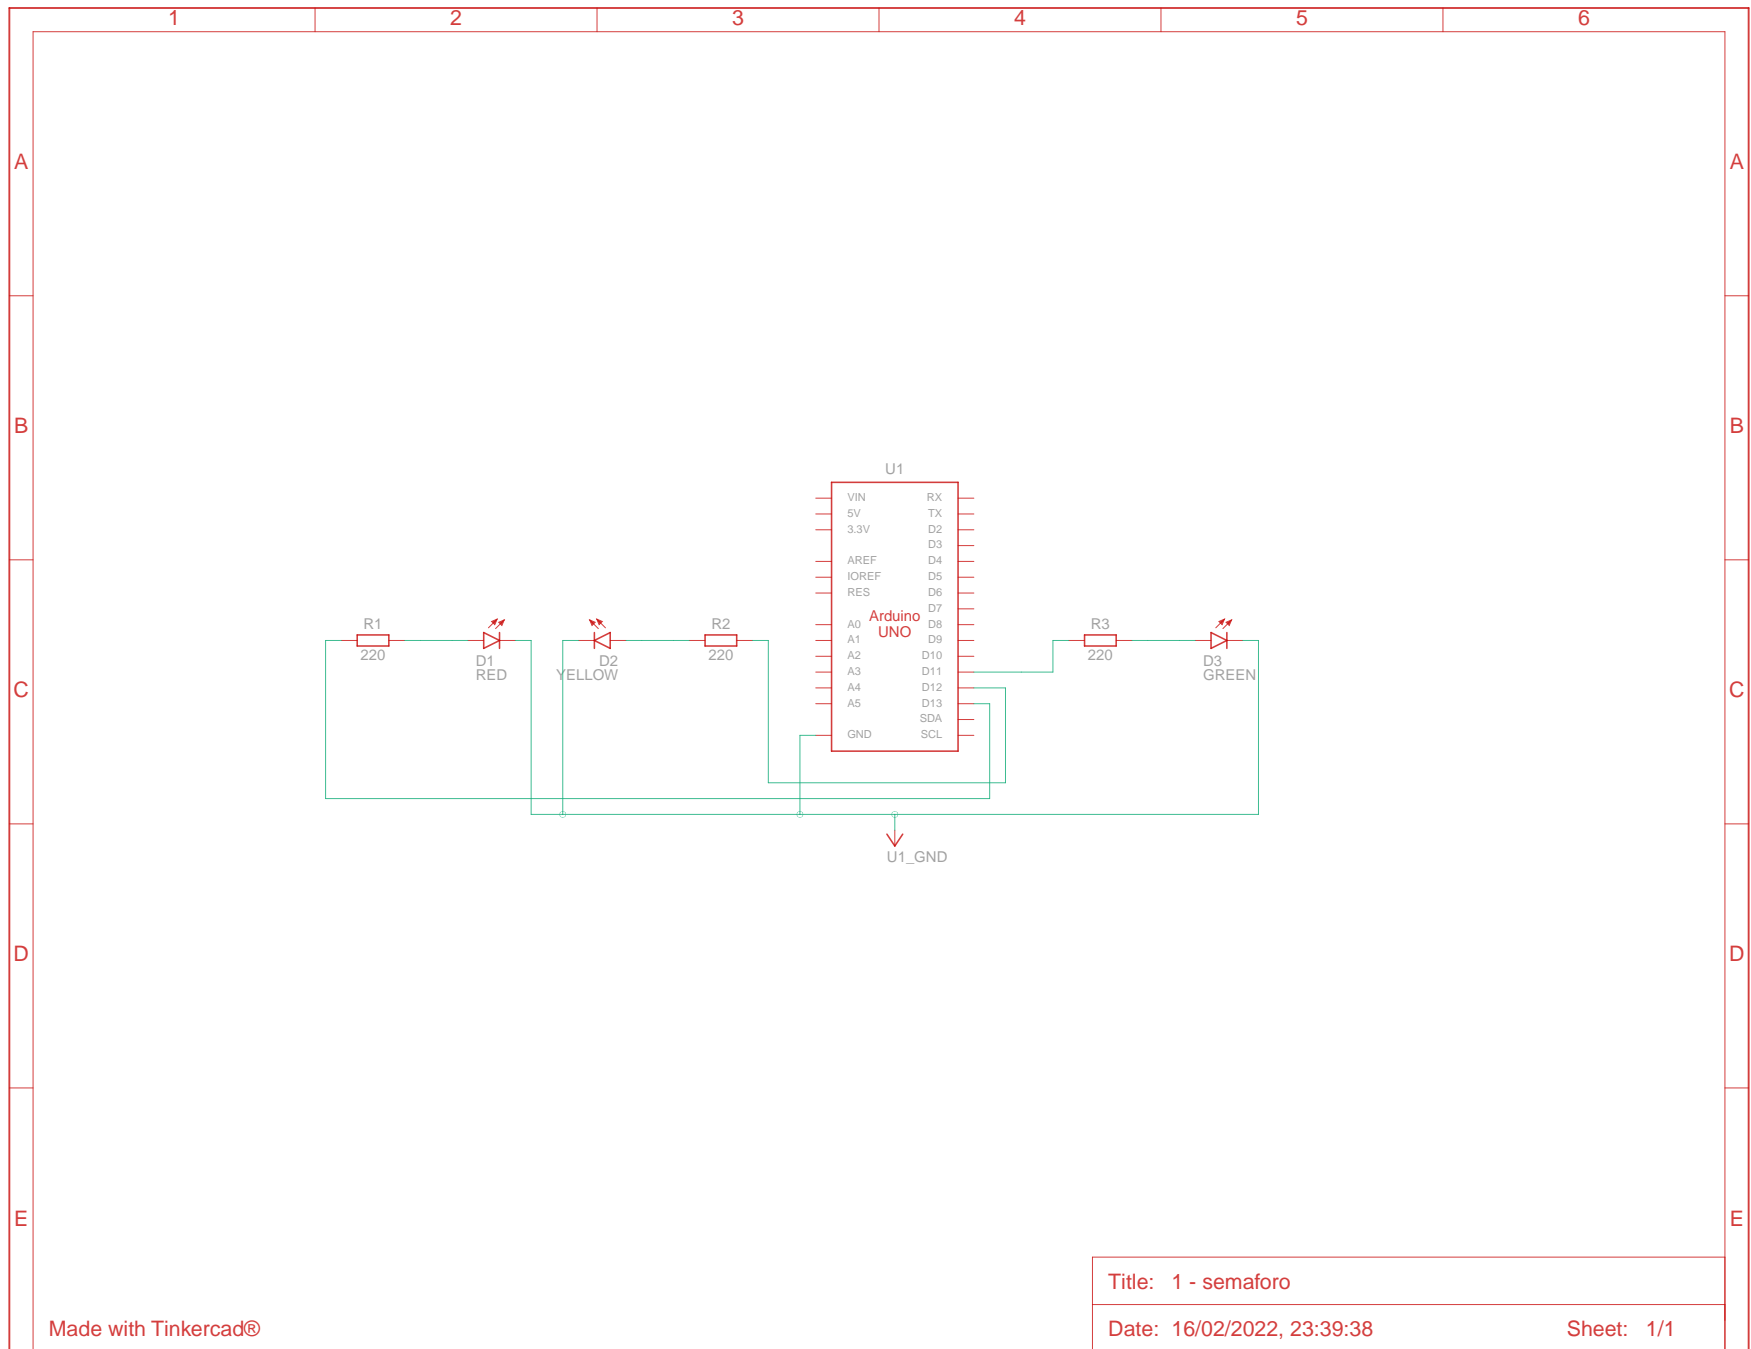 1 2 3 4 5 6
A A
B B
U1
VIN RX
5V TX
3.3V D2
D3
AREF D4
IOREF D5
RES D6
D7
Arduino
UNO
A0 D8
A1 D9
A2 D10
A3 D11
A4 D12
A5 D13
SDA
GND SCL
R1
220
D1
RED
D2
YELLOW
R2
220
R3
220
D3
GREEN
C C
U1_GND
D D
E E
Title: 1 - semaforo
Made with Tinkercad®
Date: 16/02/2022, 23:39:38 Sheet: 1/1